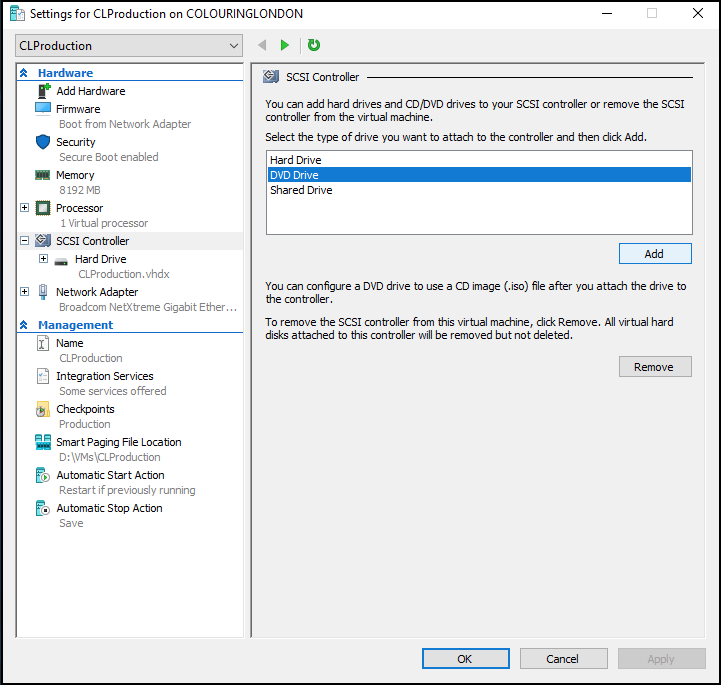 Settings for CLProduction on COLOURINGLONDON
CLProduction
Hardware
Add Hardware
Firmware
Boot from Network Adapter
Security
Secure Boot enabled
Memory
8192 MB
Processor
1 Virtual processor
SCSI Controller
Hard Drive
CLProduction.vhdx
Network Adapter
Broadcom NetXtreme Gigabit Ether...
Management
Name
CLProduction
Integration Services
Some services offered
Checkpoints
Production
Smart Paging File Location
D:\VMs\CLProduction
Automatic Start Action
Restart if previously running
Automatic Stop Action
Save
SCSI Controller
You can add hard drives and CD/DVD drives to your SCSI controller or remove the SCSI
controller from the virtual machine.
Select the type of drive you want to attach to the controller and then click Add.
Hard Drive
DVD Drive
Shared Drive
Add
You can configure a DVD drive to use a CD image (.iso) file after you attach the drive to
the controller.
To remove the SCSI controller from this virtual machine, click Remove. All virtual hard
disks attached to this controller will be removed but not deleted.
Remove
OK
Cancel
Apply